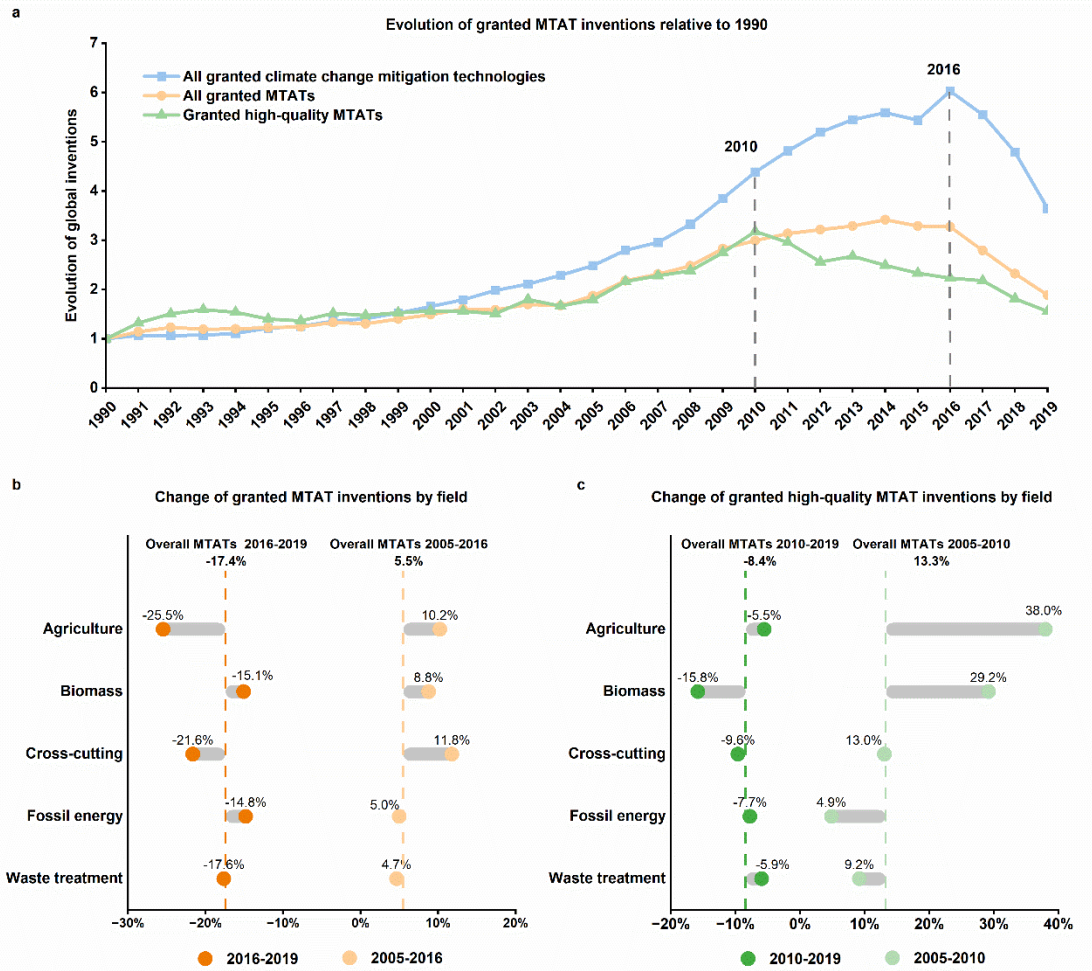 a
Evolution of granted MTAT inventions relative to 1990
Evolution of global inventions
7
6
5
4
3
2
1
0
All granted climate change mitigation technologies
All granted MTATs
Granted high-quality MTATs
2010
2016
1990 1991 1992 1993 1994 1995 1996 1997 1998 1999 2000 2001 2002 2003 2004 2005 2006 2007 2008 2009 2010 2011 2012 2013 2014 2015 2016 2017 2018 2019
b
Change of granted MTAT inventions by field
Overall MTATs 2016-2019
-17.4%
Overall MTATs 2005-2016
5.5%
Agriculture
-25.5%
10.2%
Biomass
-15.1%
8.8%
Cross-cutting
-21.6%
11.8%
Fossil energy
-14.8%
5.0%
Waste treatment
-17.6%
4.7%
−30% −20% −10% 0% 10% 20%
2016-2019
2005-2016
c
Change of granted high-quality MTAT inventions by field
Overall MTATs 2010-2019
-8.4%
Overall MTATs 2005-2010
13.3%
Agriculture
-5.5%
38.0%
Biomass
-15.8%
29.2%
Cross-cutting
-9.6%
13.0%
Fossil energy
-7.7%
4.9%
Waste treatment
-5.9%
9.2%
−20% −10% 0% 10% 20% 30% 40%
2010-2019
2005-2010